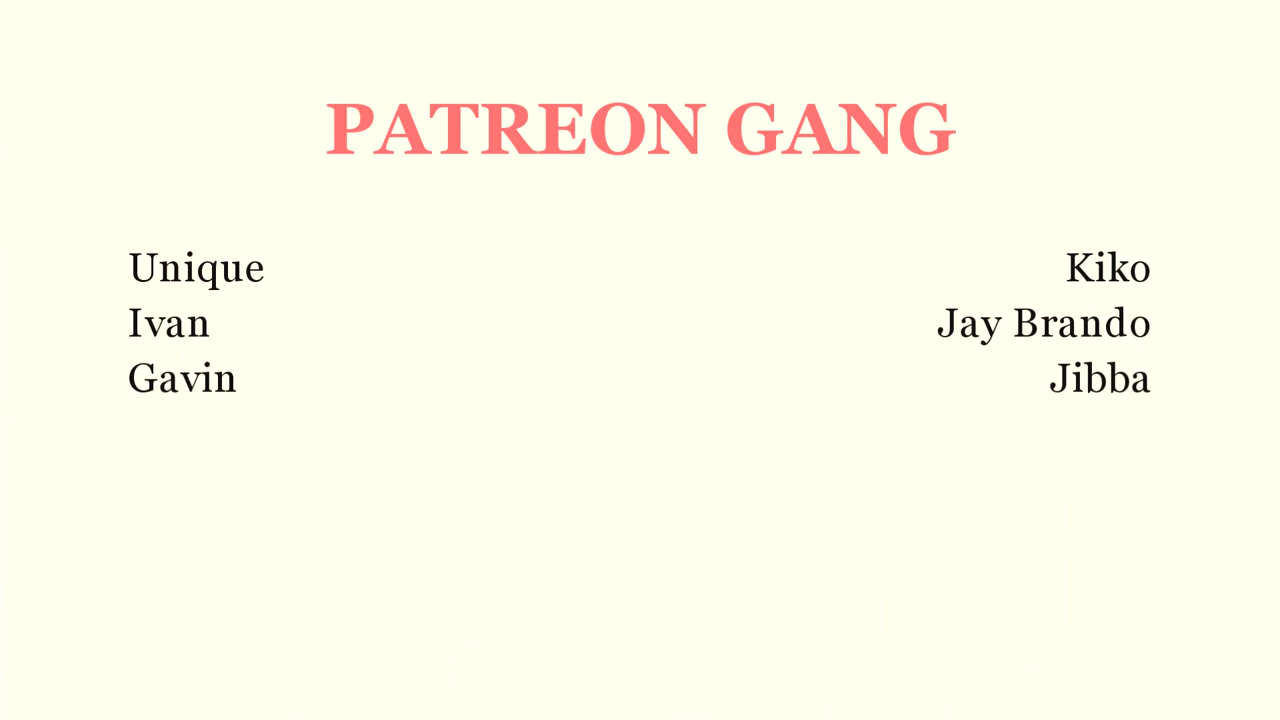 PATREON GANG
Unique
Ivan
Gavin
Kiko
Jay Brando
Jibba